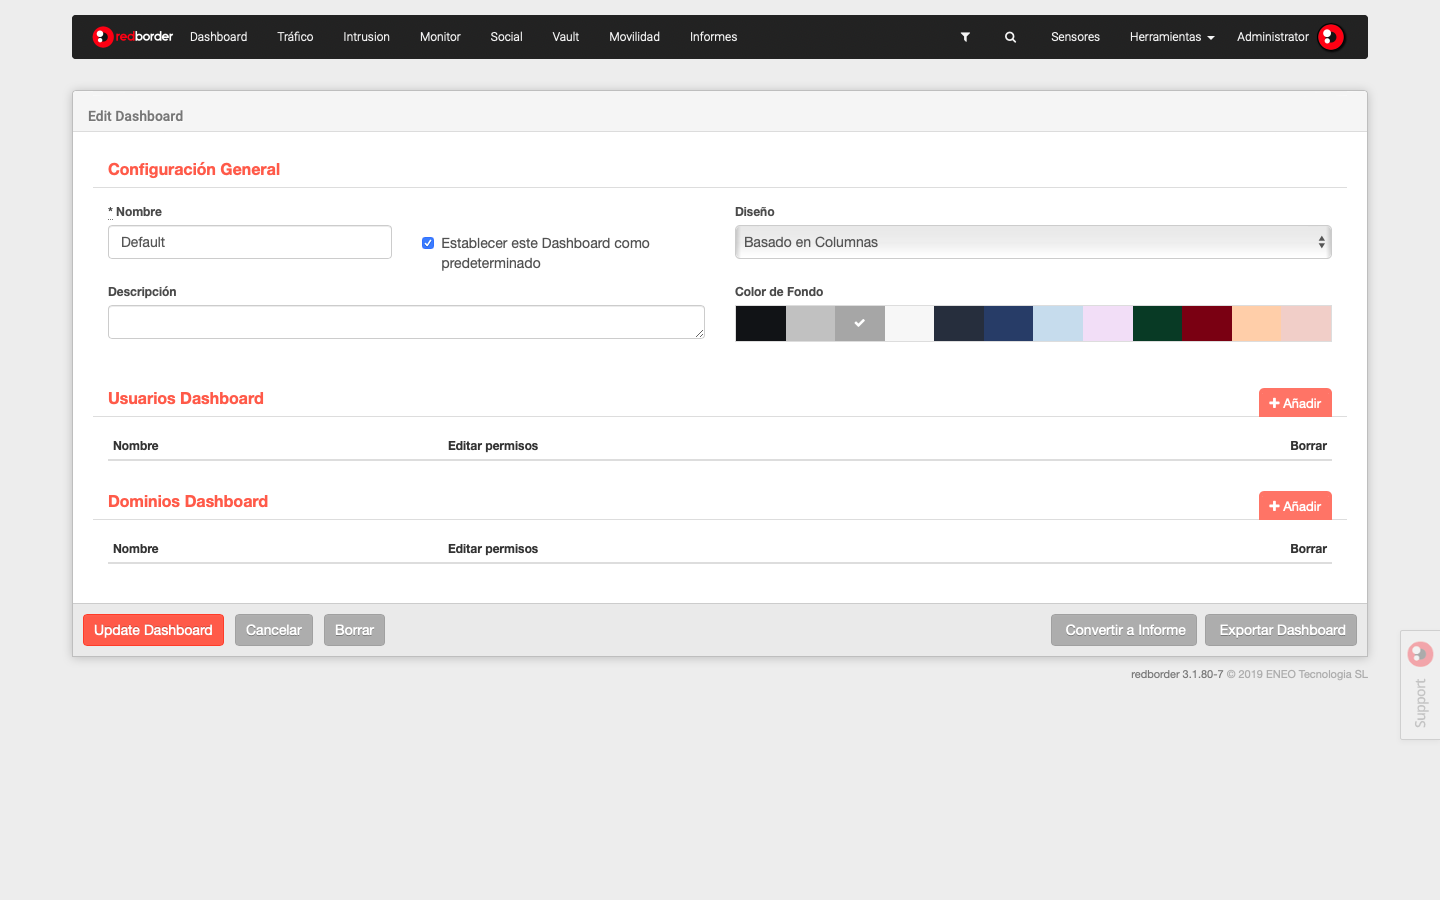 redborder Dashboard Tráfico Intrusion Monitor Social Vault Movilidad Informes Sensores Herramientas Administrator
Edit Dashboard
Configuración General
* Nombre
Diseño
Default
Establecer este Dashboard como
predeterminado
Basado en Columnas
Descripción
Color de Fondo
Usuarios Dashboard
Añadir
Nombre Editar permisos Borrar
Dominios Dashboard
Añadir
Nombre Editar permisos Borrar
Update Dashboard Cancelar Borrar Convertir a Informe Exportar Dashboard
redborder 3.1.80-7 © 2019 ENEO Tecnologia SL
Support